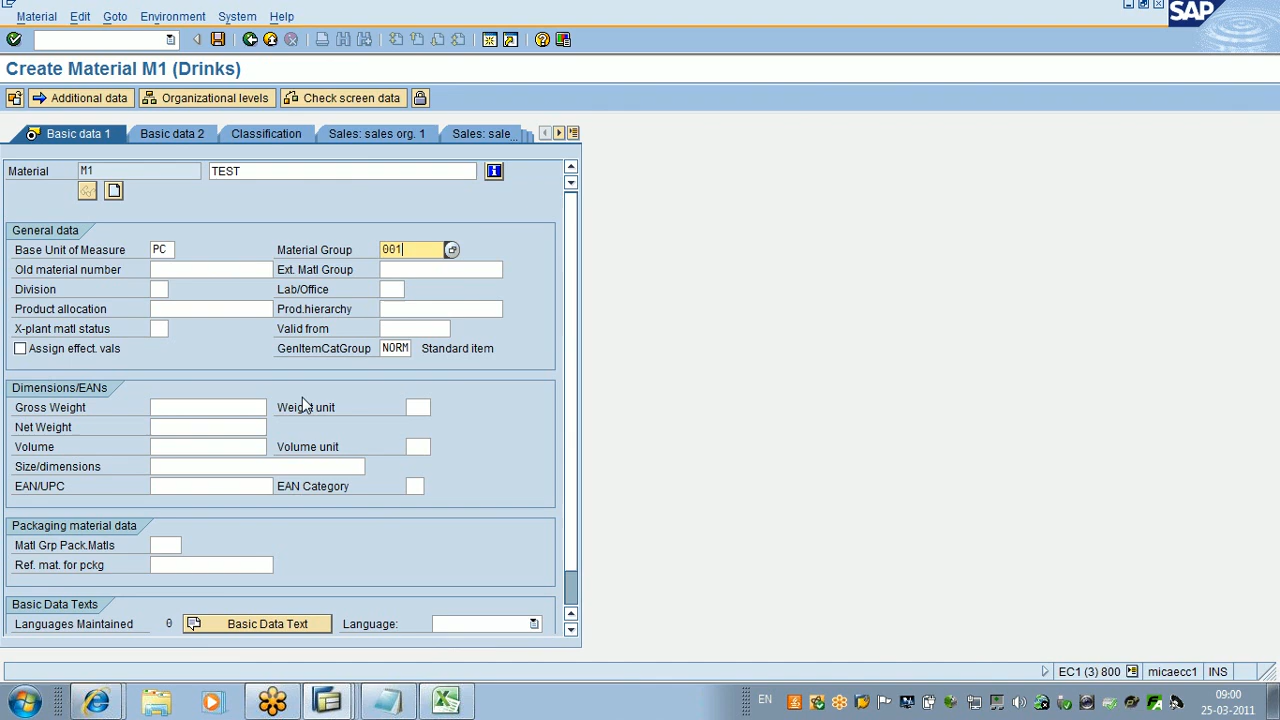 Material Edit Goto Environment System Help
SAP
Create Material M1 (Drinks)
Additional data Organizational levels Check screen data
Basic data 1 Basic data 2 Classification Sales: sales org. 1 Sales: sale...
Material M1 TEST
General data
Base Unit of Measure PC Material Group 001
Old material number Ext. Matl Group
Division Lab/Office
Product allocation Prod.hierarchy
X-plant matl status Valid from
Assign effect. vals GenItemCatGroup NORM Standard item
Dimensions/EANs
Gross Weight Weight unit
Net Weight
Volume Volume unit
Size/dimensions
EAN/UPC EAN Category
Packaging material data
Matl Grp Pack.Matls
Ref. mat. for pckg
Basic Data Texts
Languages Maintained 0 Basic Data Text Language:
EC1 (3) 800 micaecc1 INS
EN 09:00
25-03-2011